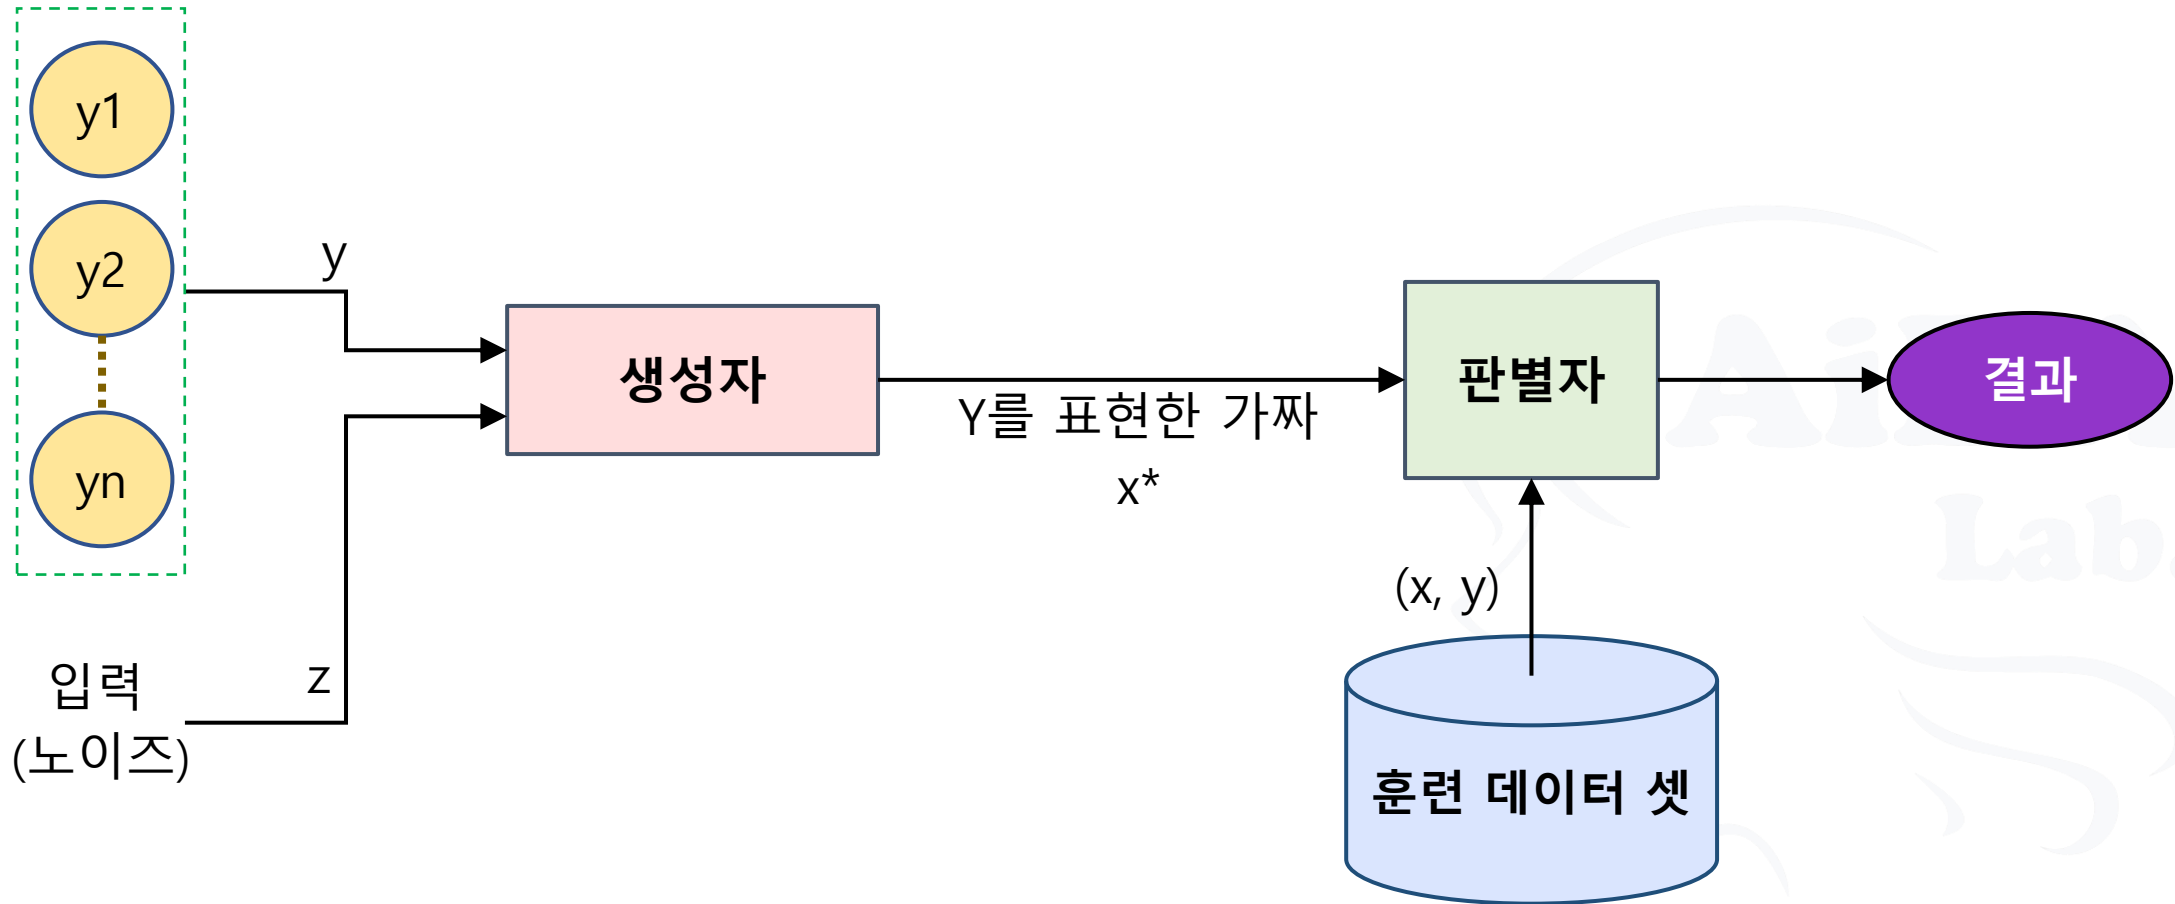 y1
y2
yn
y
입력
(노이즈)
z
생성자
Y를 표현한 가짜
x*
판별자
결과
(x, y)
훈련 데이터 셋
Lab.